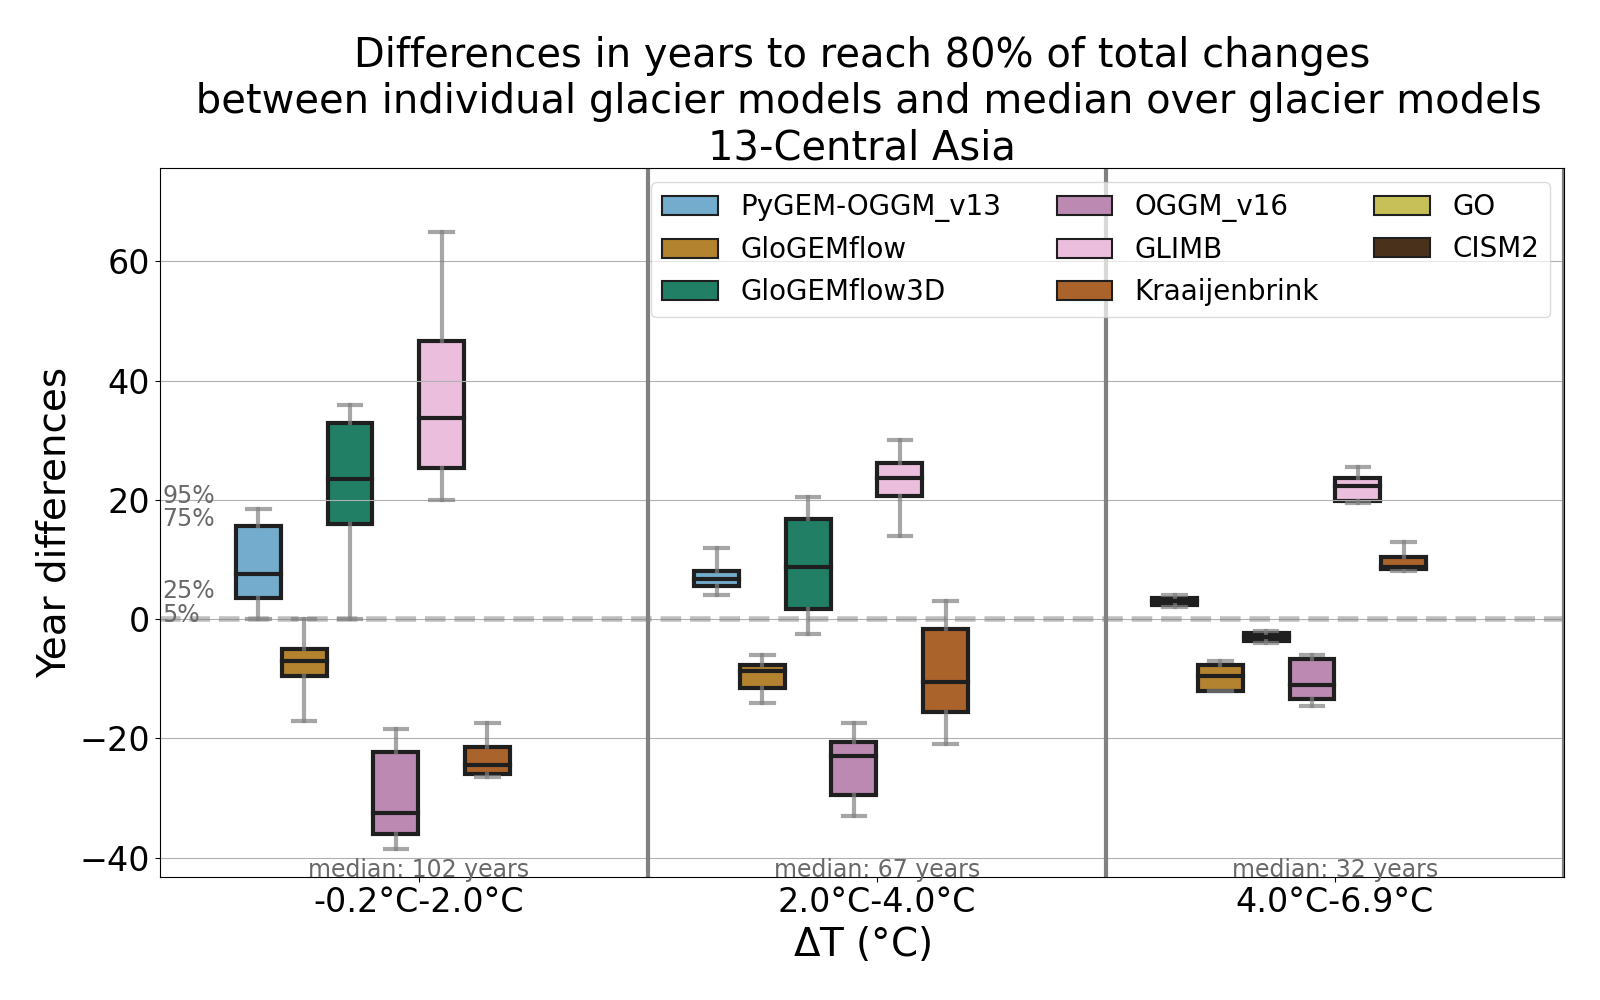 Differences in years to reach 80% of total changes
between individual glacier models and median over glacier models
13-Central Asia
PyGEM-OGGM_v13
GloGEMflow
GloGEMflow3D
OGGM_v16
GLIMB
Kraaijenbrink
GO
CISM2
Year differences
60
40
20
0
−20
−40
95%
75%
25%
5%
median: 102 years
median: 67 years
median: 32 years
-0.2°C-2.0°C
2.0°C-4.0°C
4.0°C-6.9°C
ΔT (°C)